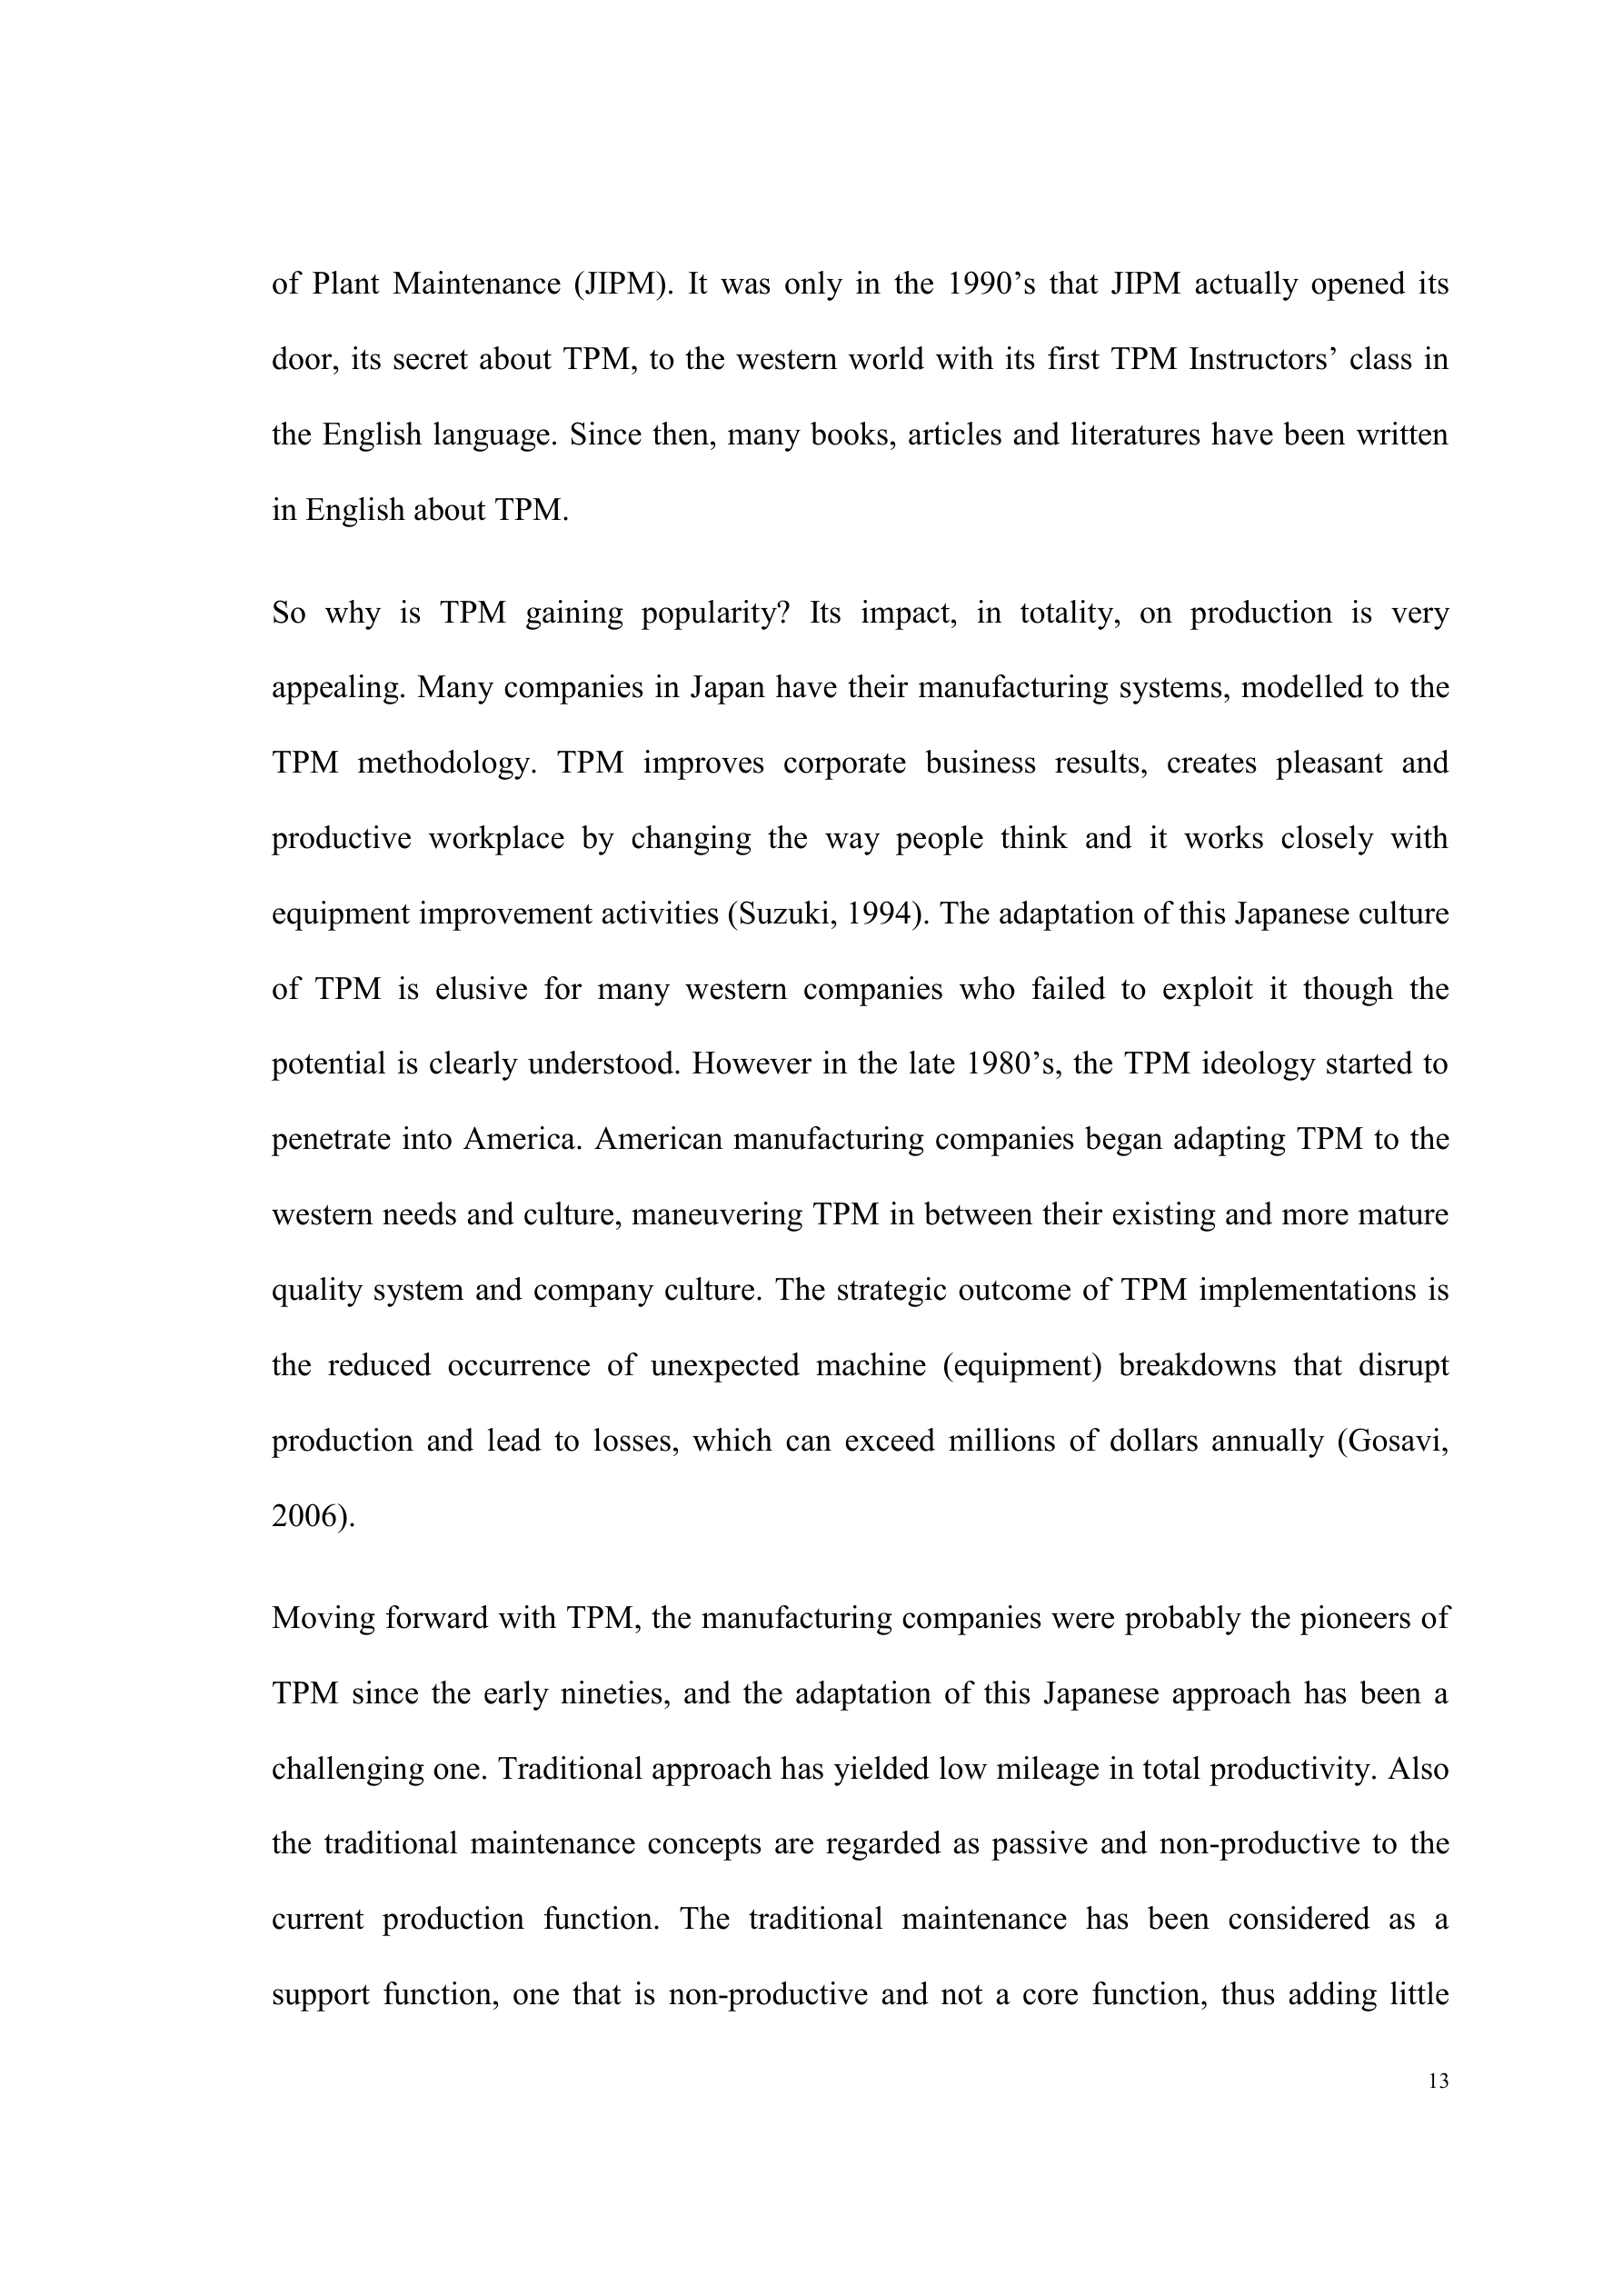 of Plant Maintenance (JIPM). It was only in the 1990’s that JIPM actually opened its
door, its secret about TPM, to the western world with its first TPM Instructors’ class in
the English language. Since then, many books, articles and literatures have been written
in English about TPM.
So why is TPM gaining popularity? Its impact, in totality, on production is very
appealing. Many companies in Japan have their manufacturing systems, modelled to the
TPM methodology. TPM improves corporate business results, creates pleasant and
productive workplace by changing the way people think and it works closely with
equipment improvement activities (Suzuki, 1994). The adaptation of this Japanese culture
of TPM is elusive for many western companies who failed to exploit it though the
potential is clearly understood. However in the late 1980’s, the TPM ideology started to
penetrate into America. American manufacturing companies began adapting TPM to the
western needs and culture, maneuvering TPM in between their existing and more mature
quality system and company culture. The strategic outcome of TPM implementations is
the reduced occurrence of unexpected machine (equipment) breakdowns that disrupt
production and lead to losses, which can exceed millions of dollars annually (Gosavi,
2006).
Moving forward with TPM, the manufacturing companies were probably the pioneers of
TPM since the early nineties, and the adaptation of this Japanese approach has been a
challenging one. Traditional approach has yielded low mileage in total productivity. Also
the traditional maintenance concepts are regarded as passive and non-productive to the
current production function. The traditional maintenance has been considered as a
support function, one that is non-productive and not a core function, thus adding little
13